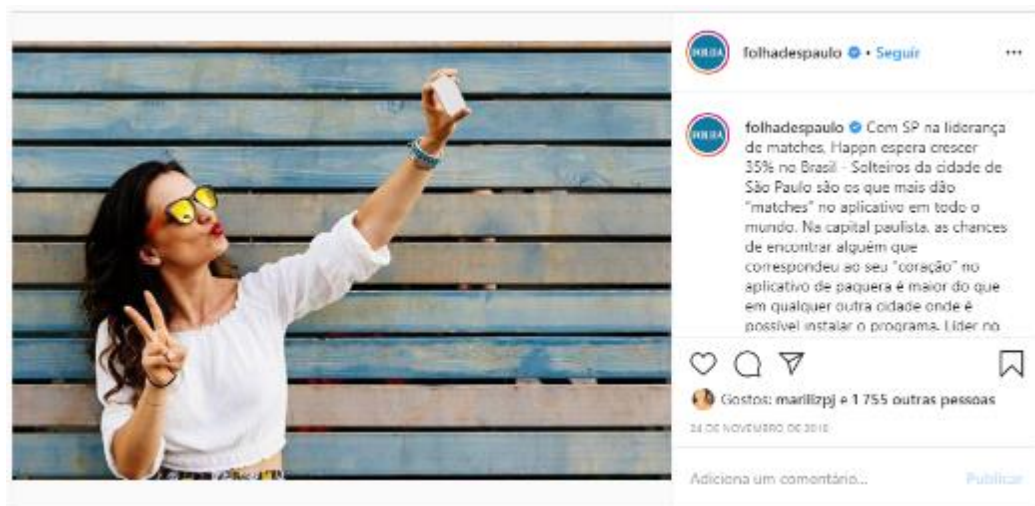 FOLHA
folhadespaulo • Seguir
FOLHA
folhadespaulo Com SP na liderança
de matches, Happn espera crescer
35% no Brasil - Solteiros da cidade de
São Paulo são os que mais dão
"matches" no aplicativo em todo o
mundo. Na capital paulista, as chances
de encontrar alguém que
correspondeu ao seu "coração" no
aplicativo de paquera é maior do que
em qualquer outra cidade onde é
possível instalar o programa. Líder no
Gostos: marilizpj e 1 755 outras pessoas
24 DE NOVEMBRO DE
Adiciona um comentário...
Publicar